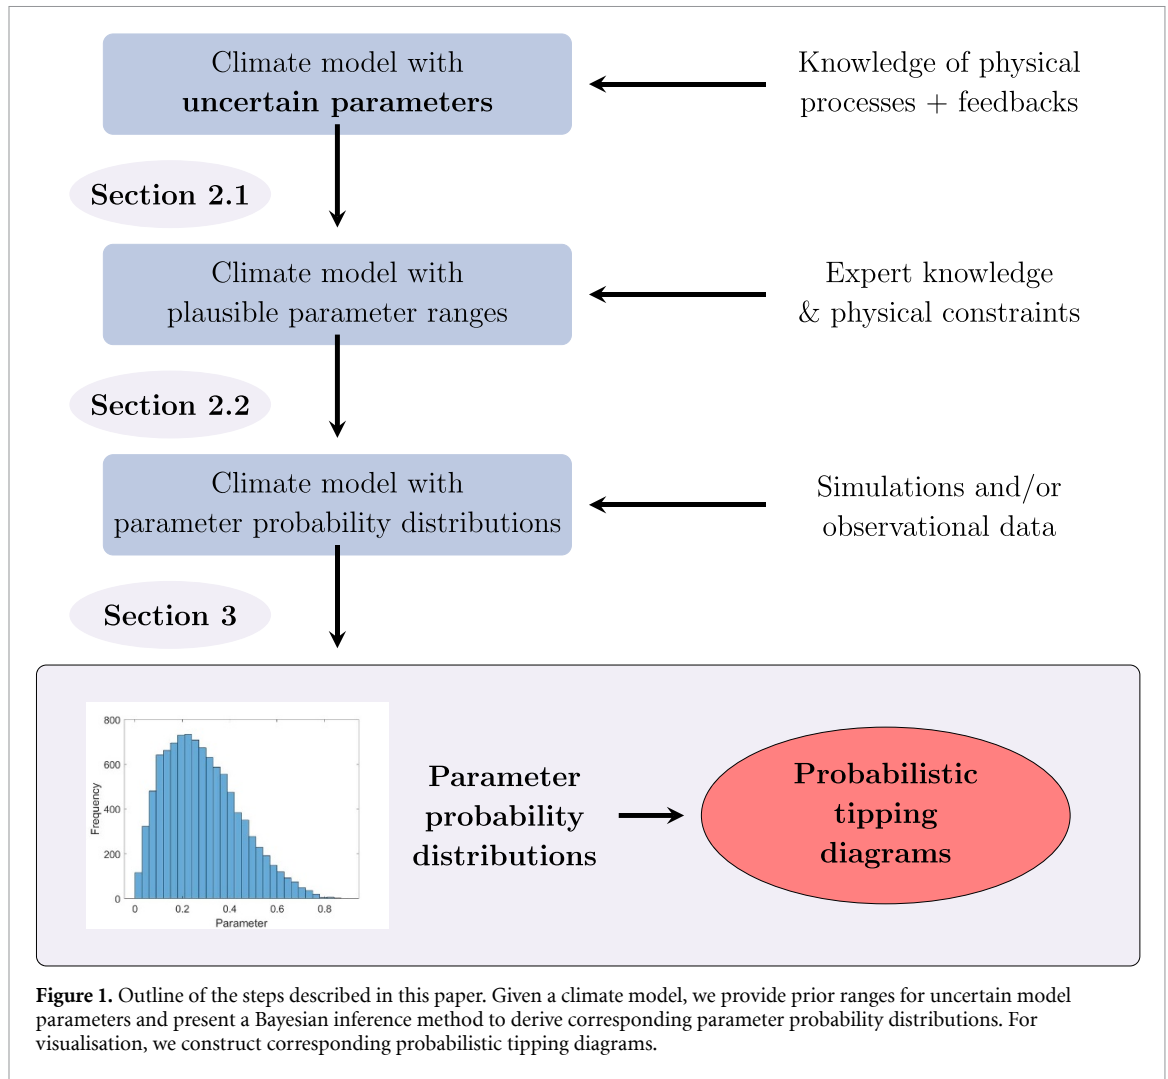 Climate model with
uncertain parameters
Knowledge of physical
processes + feedbacks
Section 2.1
Climate model with
plausible parameter ranges
Expert knowledge
& physical constraints
Section 2.2
Climate model with
parameter probability distributions
Simulations and/or
observational data
Section 3
800
600
400
200
0
Frequency
0 0.2 0.4 0.6 0.8
Parameter
Parameter
probability
distributions
Probabilistic
tipping
diagrams
Figure 1. Outline of the steps described in this paper. Given a climate model, we provide prior ranges for uncertain model
parameters and present a Bayesian inference method to derive corresponding parameter probability distributions. For
visualisation, we construct corresponding probabilistic tipping diagrams.